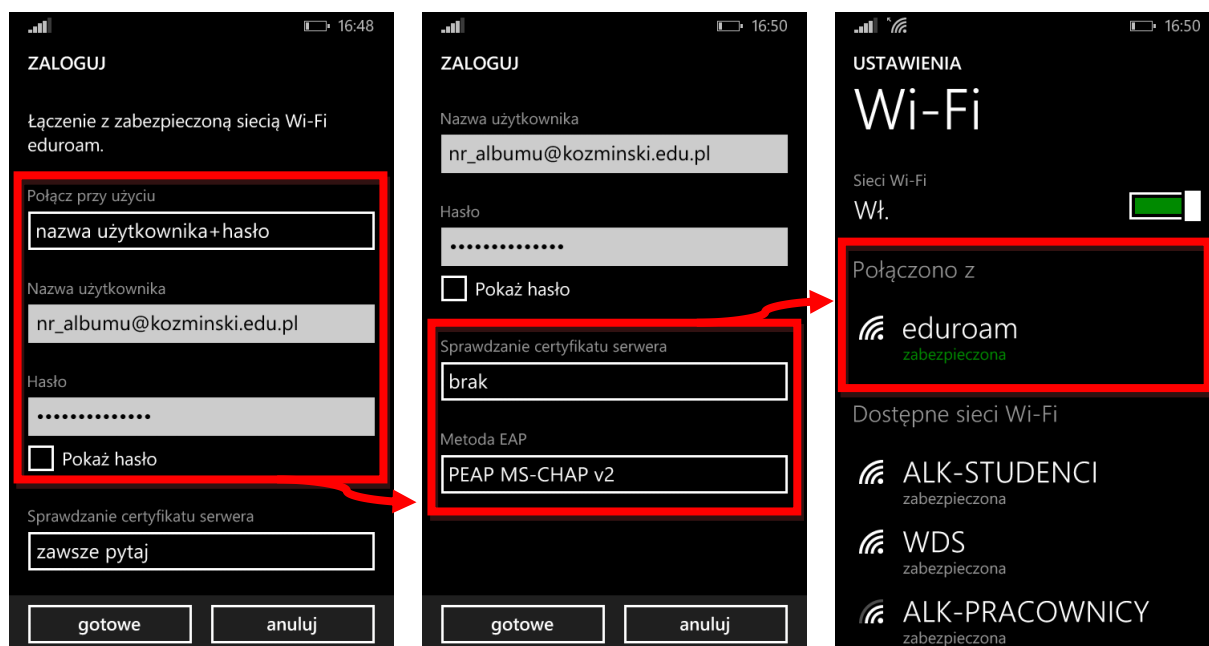 16:48
ZALOGUJ
Łączenie z zabezpieczoną siecią Wi-Fi
eduroam.
Połącz przy użyciu
nazwa użytkownika+hasło
Nazwa użytkownika
nr_albumu@kozminski.edu.pl
Hasło
••••••••••••••
Pokaż hasło
Sprawdzanie certyfikatu serwera
zawsze pytaj
gotowe anuluj
16:50
ZALOGUJ
Nazwa użytkownika
nr_albumu@kozminski.edu.pl
Hasło
••••••••••••••
Pokaż hasło
Sprawdzanie certyfikatu serwera
brak
Metoda EAP
PEAP MS-CHAP v2
gotowe anuluj
16:50
USTAWIENIA
Wi-Fi
Sieci Wi-Fi
Wł.
Połączono z
eduroam
zabezpieczona
Dostępne sieci Wi-Fi
ALK-STUDENCI
zabezpieczona
WDS
zabezpieczona
ALK-PRACOWNICY
zabezpieczona